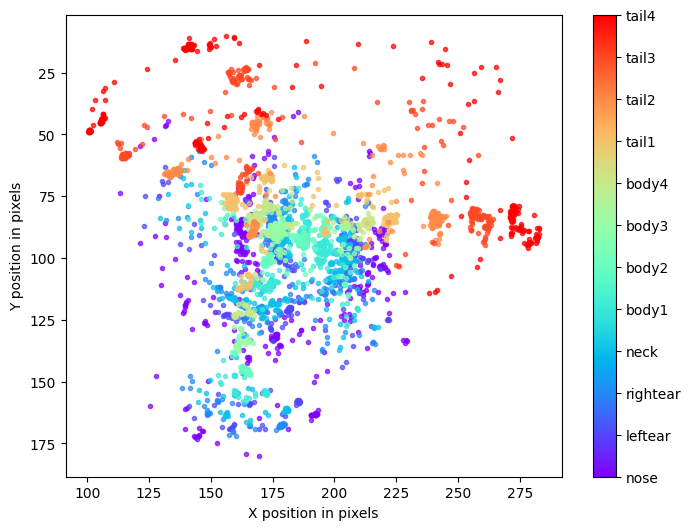 25
50
75
100
125
150
175
Y position in pixels
100
125
150
175
200
225
250
275
X position in pixels
tail4
tail3
tail2
tail1
body4
body3
body2
body1
neck
rightear
leftear
nose